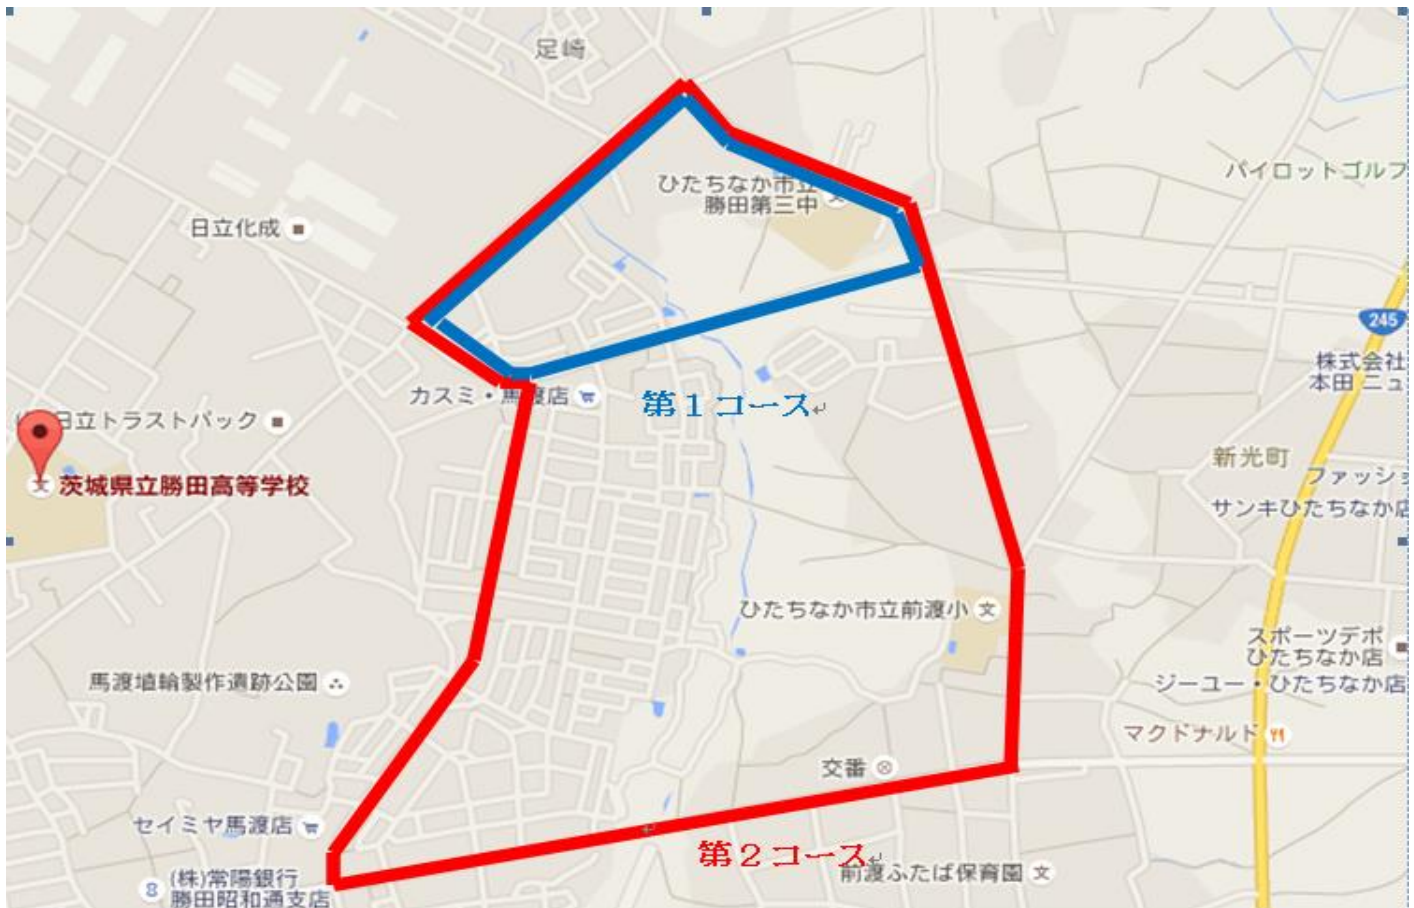 足崎
ひたちなか市立
勝田第三中
パイロットゴルフ
日立化成
245
株式会社
本田 ニュ
カスミ・馬渡店
第１コース
日立トラストパック
茨城県立勝田高等学校
新光町
ファッショ
サンキひたちなか店
ひたちなか市立前渡小
文
スポーツデポ
ひたちなか店
馬渡埴輪製作遺跡公園
ジーユー・ひたちなか店
マクドナルド
交番
セイミヤ馬渡店
第２コース
前渡ふたば保育園
文
(株)常陽銀行
勝田昭和通支店